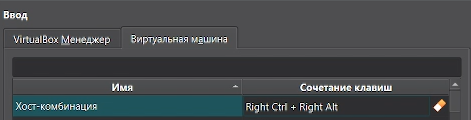 Ввод
VirtualBox Менеджер
Виртуальная машина
Имя
Сочетание клавиш
Хост-комбинация
Right Ctrl + Right Alt